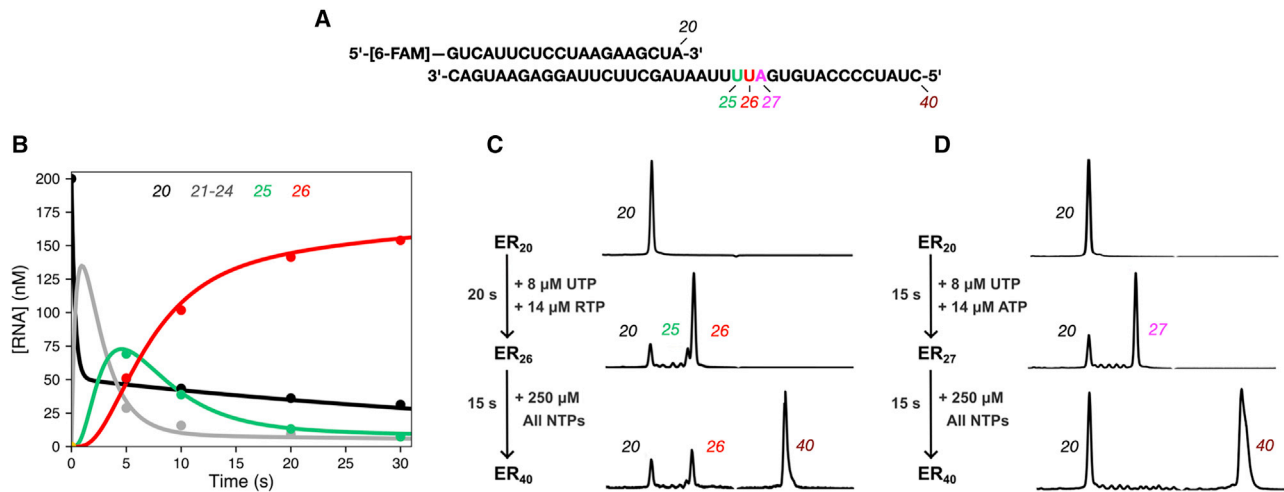 A
20
5'-[6-FAM]—GUCAUUCUCCUAAGAAGCUA-3'
3'-CAGUAAGAGGAUUCUUCGAUAAUUUUAGUGUACCCCUAUC-5'
25 26 27 40
B
200
175
150
125
100
75
50
25
0
[RNA] (nM)
20 21-24 25 26
0 5 10 15 20 25 30
Time (s)
C
20
ER20
20 s
+ 8 µM UTP
+ 14 µM RTP
20 25 26
ER26
15 s
+ 250 µM
All NTPs
20 26 40
ER40
D
20
ER20
15 s
+ 8 µM UTP
+ 14 µM ATP
20 27
ER27
15 s
+ 250 µM
All NTPs
20 40
ER40